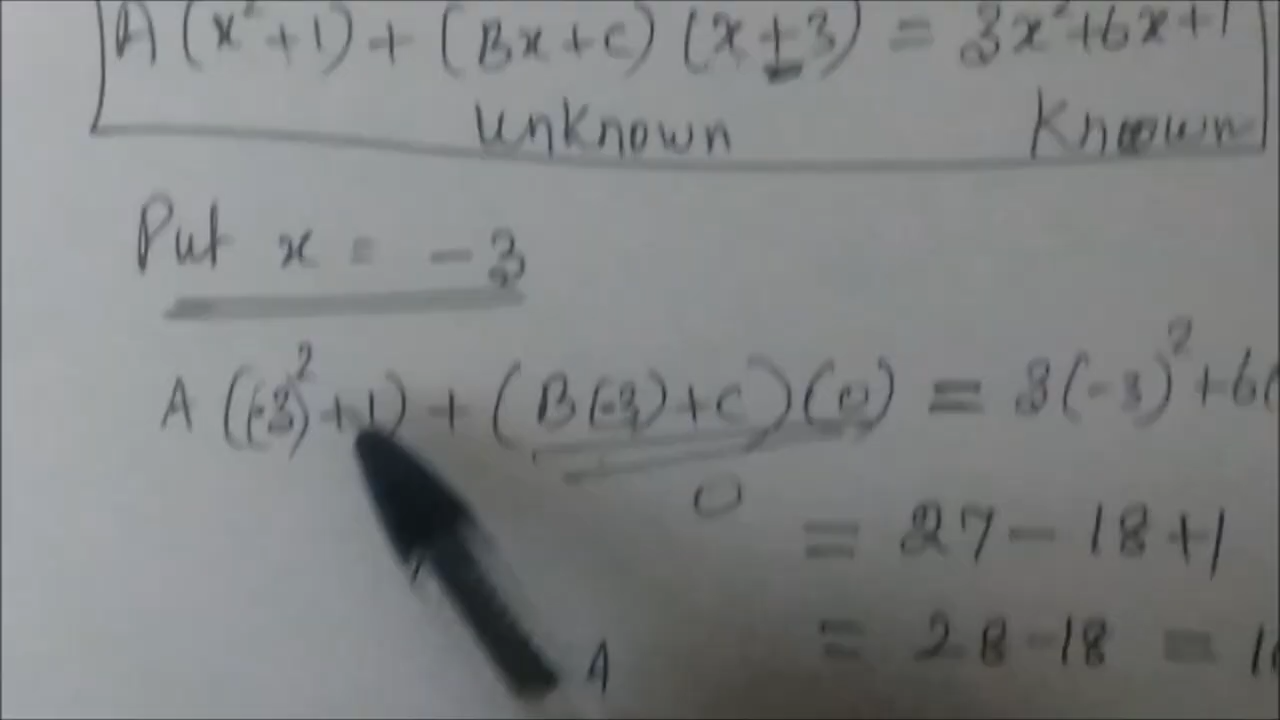 A (x²+1) + (Bx+C) (x+3) = 3x²+6x+1
Unknown Known
Put x = -3
A ((-3)²+1) + (B(-3)+C)(0) = 3(-3)²+6(
0
= 27-18+1
A = 28-18 =